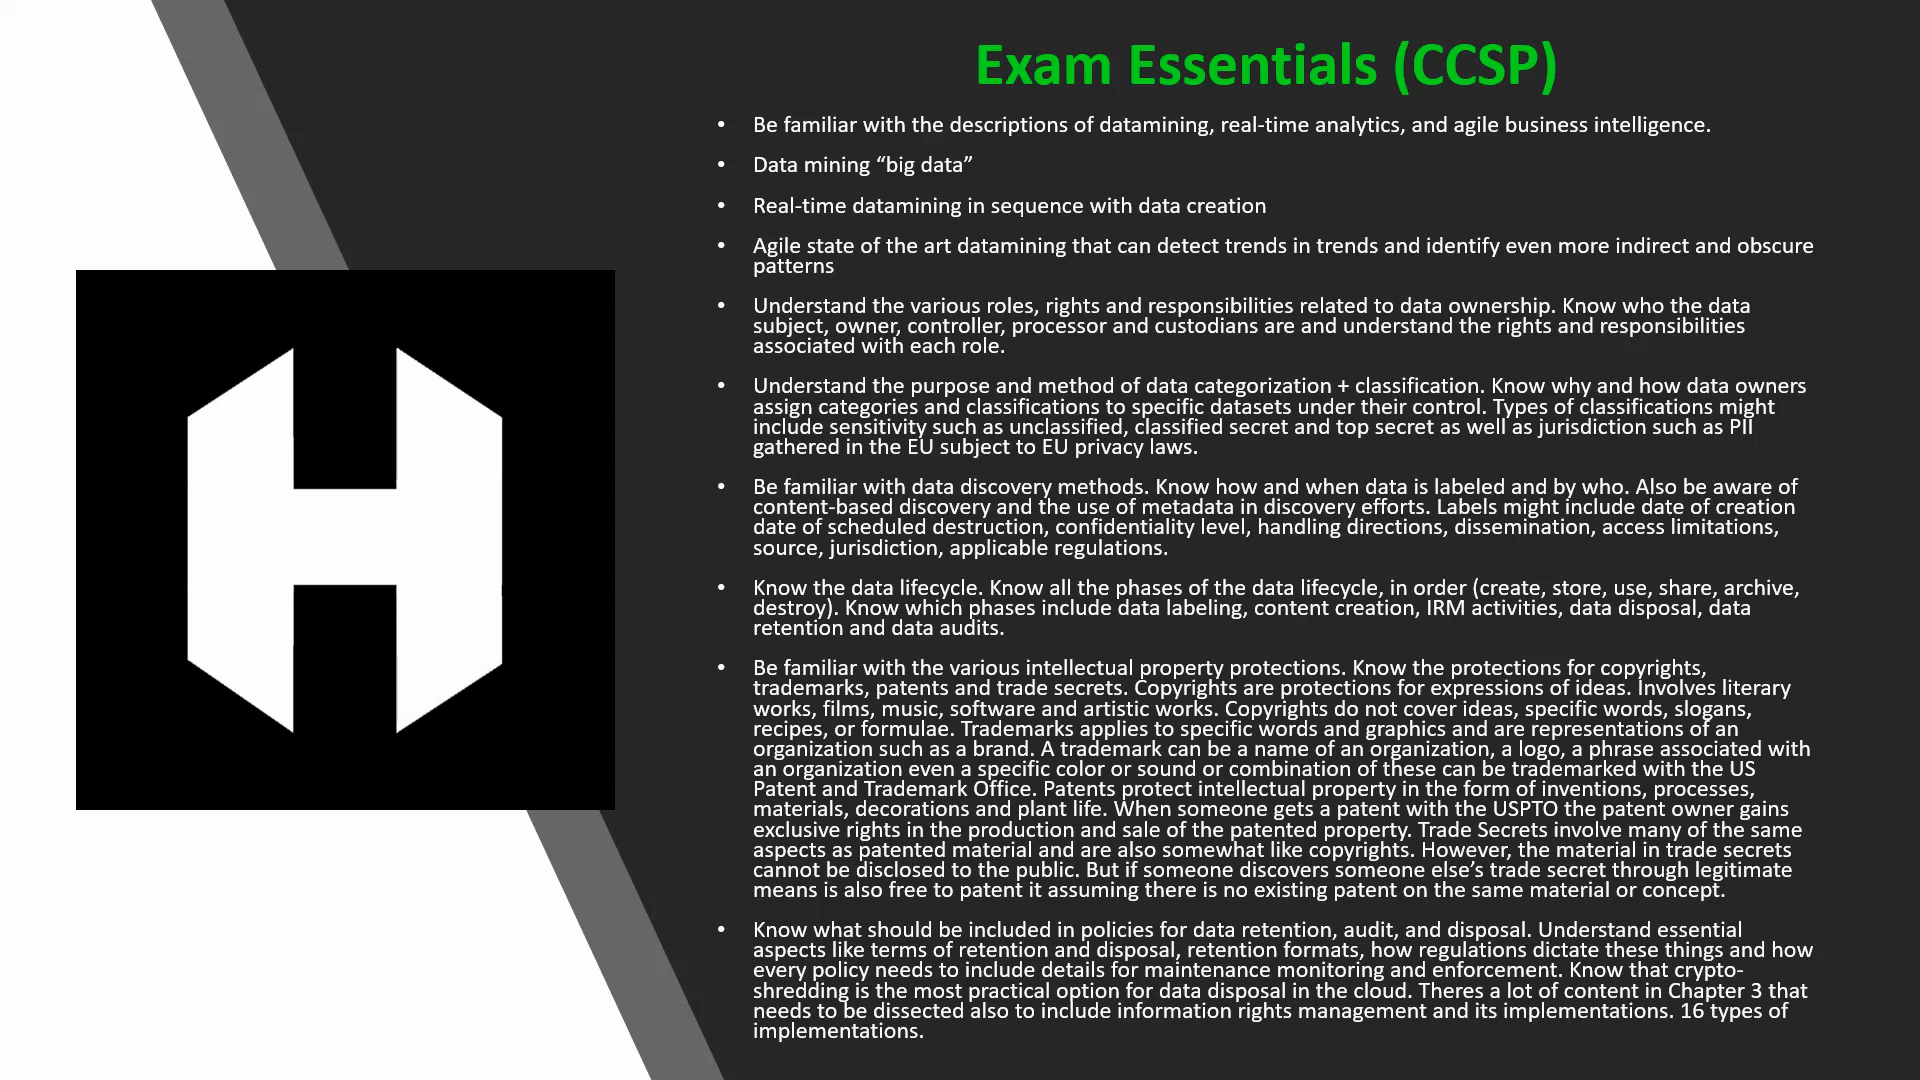 Exam Essentials (CCSP)
• Be familiar with the descriptions of datamining, real-time analytics, and agile business intelligence.
• Data mining “big data”
• Real-time datamining in sequence with data creation
• Agile state of the art datamining that can detect trends in trends and identify even more indirect and obscure
patterns
• Understand the various roles, rights and responsibilities related to data ownership. Know who the data
subject, owner, controller, processor and custodians are and understand the rights and responsibilities
associated with each role.
• Understand the purpose and method of data categorization + classification. Know why and how data owners
assign categories and classifications to specific datasets under their control. Types of classifications might
include sensitivity such as unclassified, classified secret and top secret as well as jurisdiction such as PII
gathered in the EU subject to EU privacy laws.
• Be familiar with data discovery methods. Know how and when data is labeled and by who. Also be aware of
content-based discovery and the use of metadata in discovery efforts. Labels might include date of creation
date of scheduled destruction, confidentiality level, handling directions, dissemination, access limitations,
source, jurisdiction, applicable regulations.
• Know the data lifecycle. Know all the phases of the data lifecycle, in order (create, store, use, share, archive,
destroy). Know which phases include data labeling, content creation, IRM activities, data disposal, data
retention and data audits.
• Be familiar with the various intellectual property protections. Know the protections for copyrights,
trademarks, patents and trade secrets. Copyrights are protections for expressions of ideas. Involves literary
works, films, music, software and artistic works. Copyrights do not cover ideas, specific words, slogans,
recipes, or formulae. Trademarks applies to specific words and graphics and are representations of an
organization such as a brand. A trademark can be a name of an organization, a logo, a phrase associated with
an organization even a specific color or sound or combination of these can be trademarked with the US
Patent and Trademark Office. Patents protect intellectual property in the form of inventions, processes,
materials, decorations and plant life. When someone gets a patent with the USPTO the patent owner gains
exclusive rights in the production and sale of the patented property. Trade Secrets involve many of the same
aspects as patented material and are also somewhat like copyrights. However, the material in trade secrets
cannot be disclosed to the public. But if someone discovers someone else’s trade secret through legitimate
means is also free to patent it assuming there is no existing patent on the same material or concept.
• Know what should be included in policies for data retention, audit, and disposal. Understand essential
aspects like terms of retention and disposal, retention formats, how regulations dictate these things and how
every policy needs to include details for maintenance monitoring and enforcement. Know that crypto-
shredding is the most practical option for data disposal in the cloud. Theres a lot of content in Chapter 3 that
needs to be dissected also to include information rights management and its implementations. 16 types of
implementations.
H